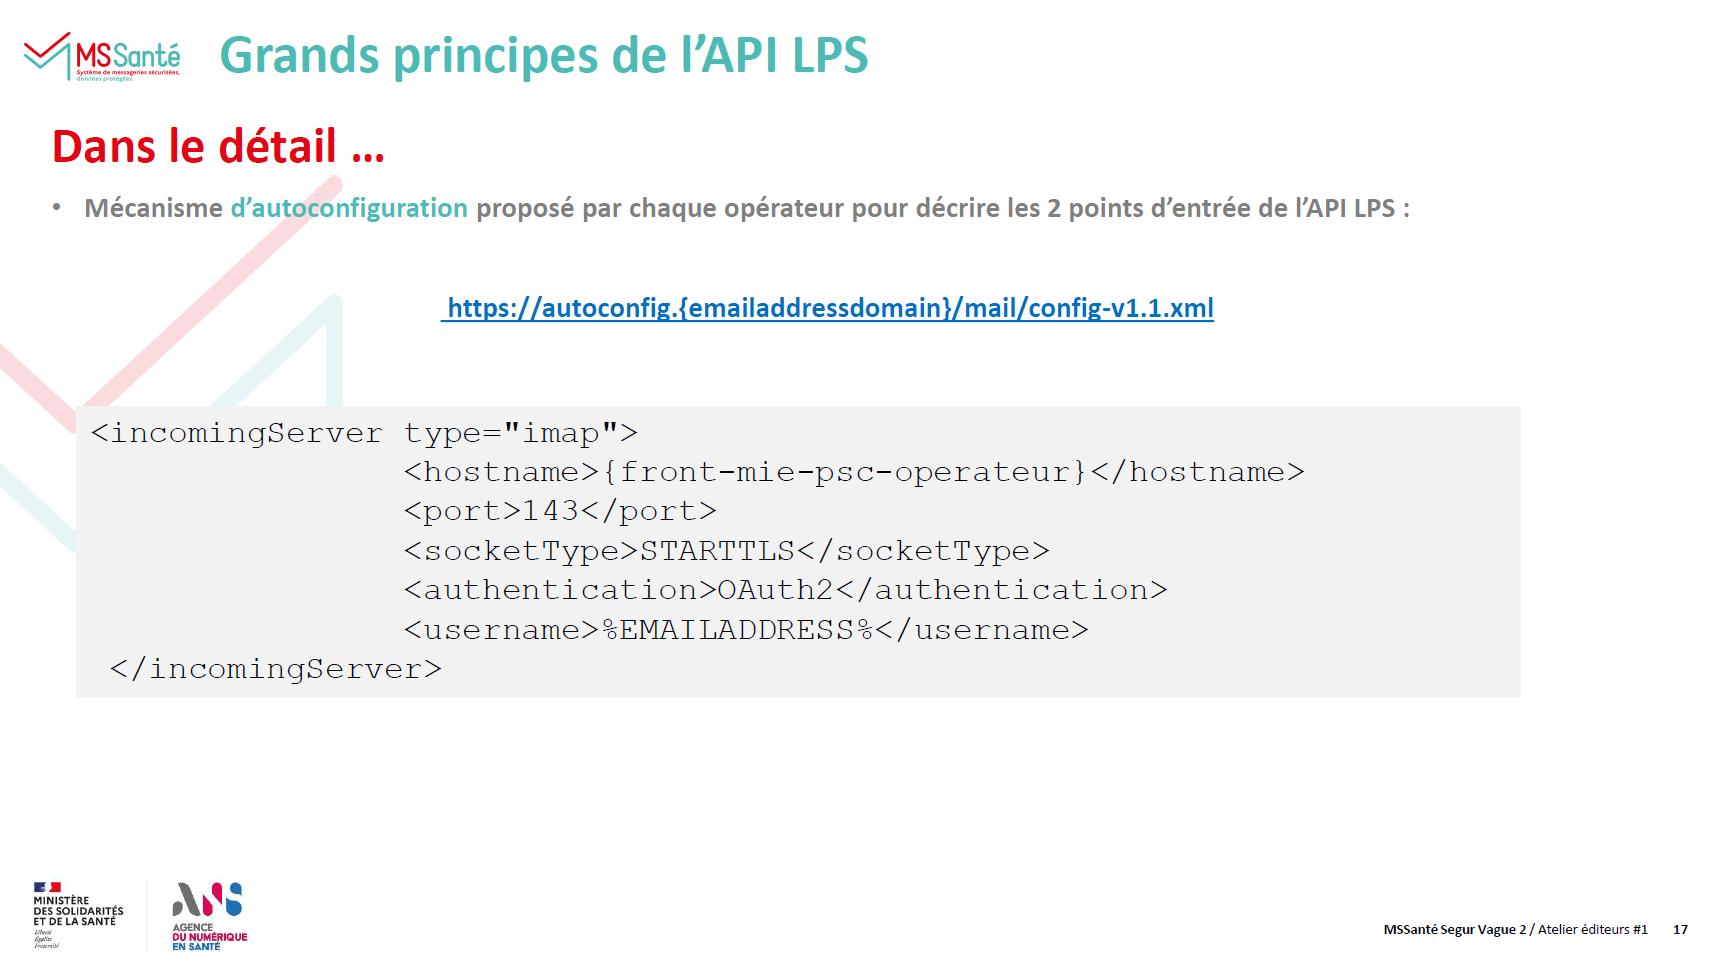 MSSanté
Système de messageries sécurisées,
données protégées.
Grands principes de l’API LPS
Dans le détail ...
• Mécanisme d’autoconfiguration proposé par chaque opérateur pour décrire les 2 points d’entrée de l’API LPS :
https://autoconfig.{emailaddressdomain}/mail/config-v1.1.xml
<incomingServer type="imap">
<hostname>{front-mie-psc-operateur}</hostname>
<port>143</port>
<socketType>STARTTLS</socketType>
<authentication>OAuth2</authentication>
<username>%EMAILADDRESS%</username>
</incomingServer>
MINISTÈRE
DES SOLIDARITÉS
ET DE LA SANTÉ
Liberté
Égalité
Fraternité
ANS
AGENCE
DU NUMÉRIQUE
EN SANTÉ
MSSanté Segur Vague 2 / Atelier éditeurs #1 17